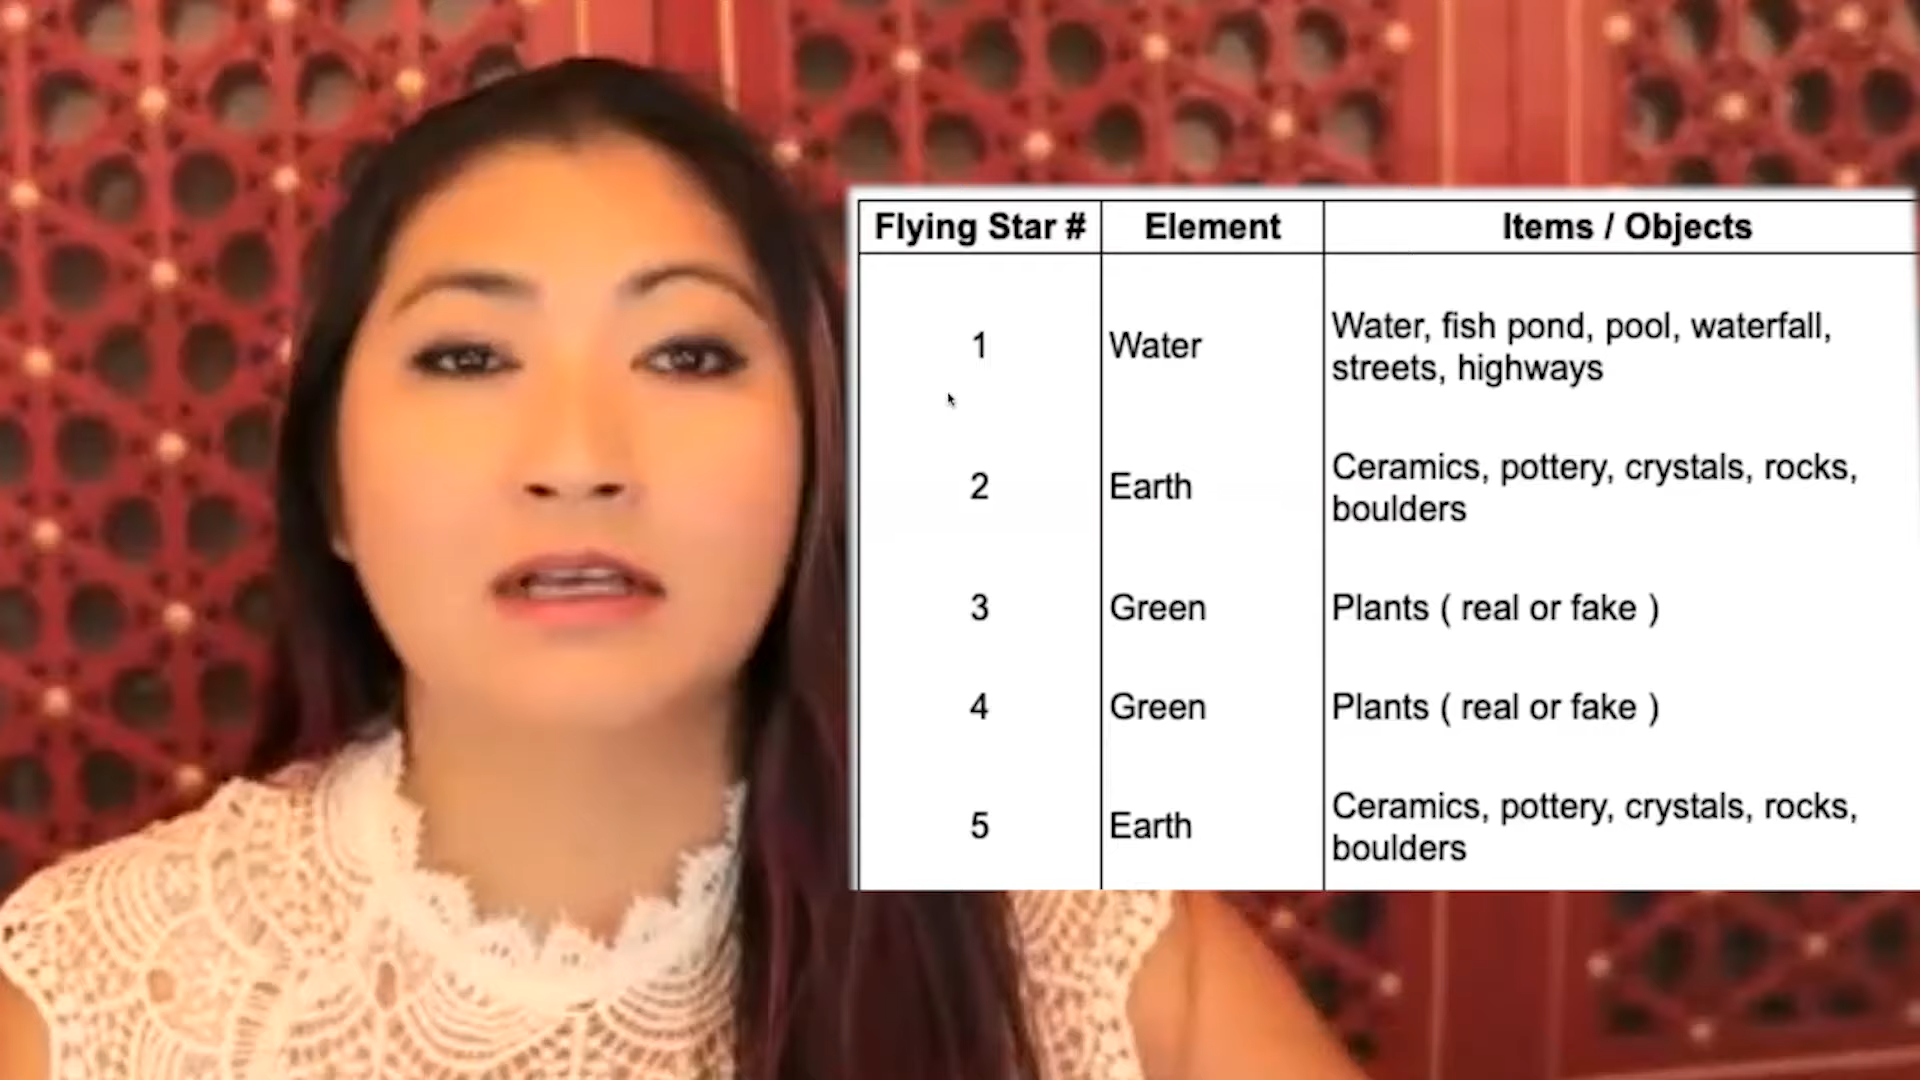 Flying Star # Element Items / Objects
1 Water Water, fish pond, pool, waterfall,
streets, highways
2 Earth Ceramics, pottery, crystals, rocks,
boulders
3 Green Plants ( real or fake )
4 Green Plants ( real or fake )
5 Earth Ceramics, pottery, crystals, rocks,
boulders